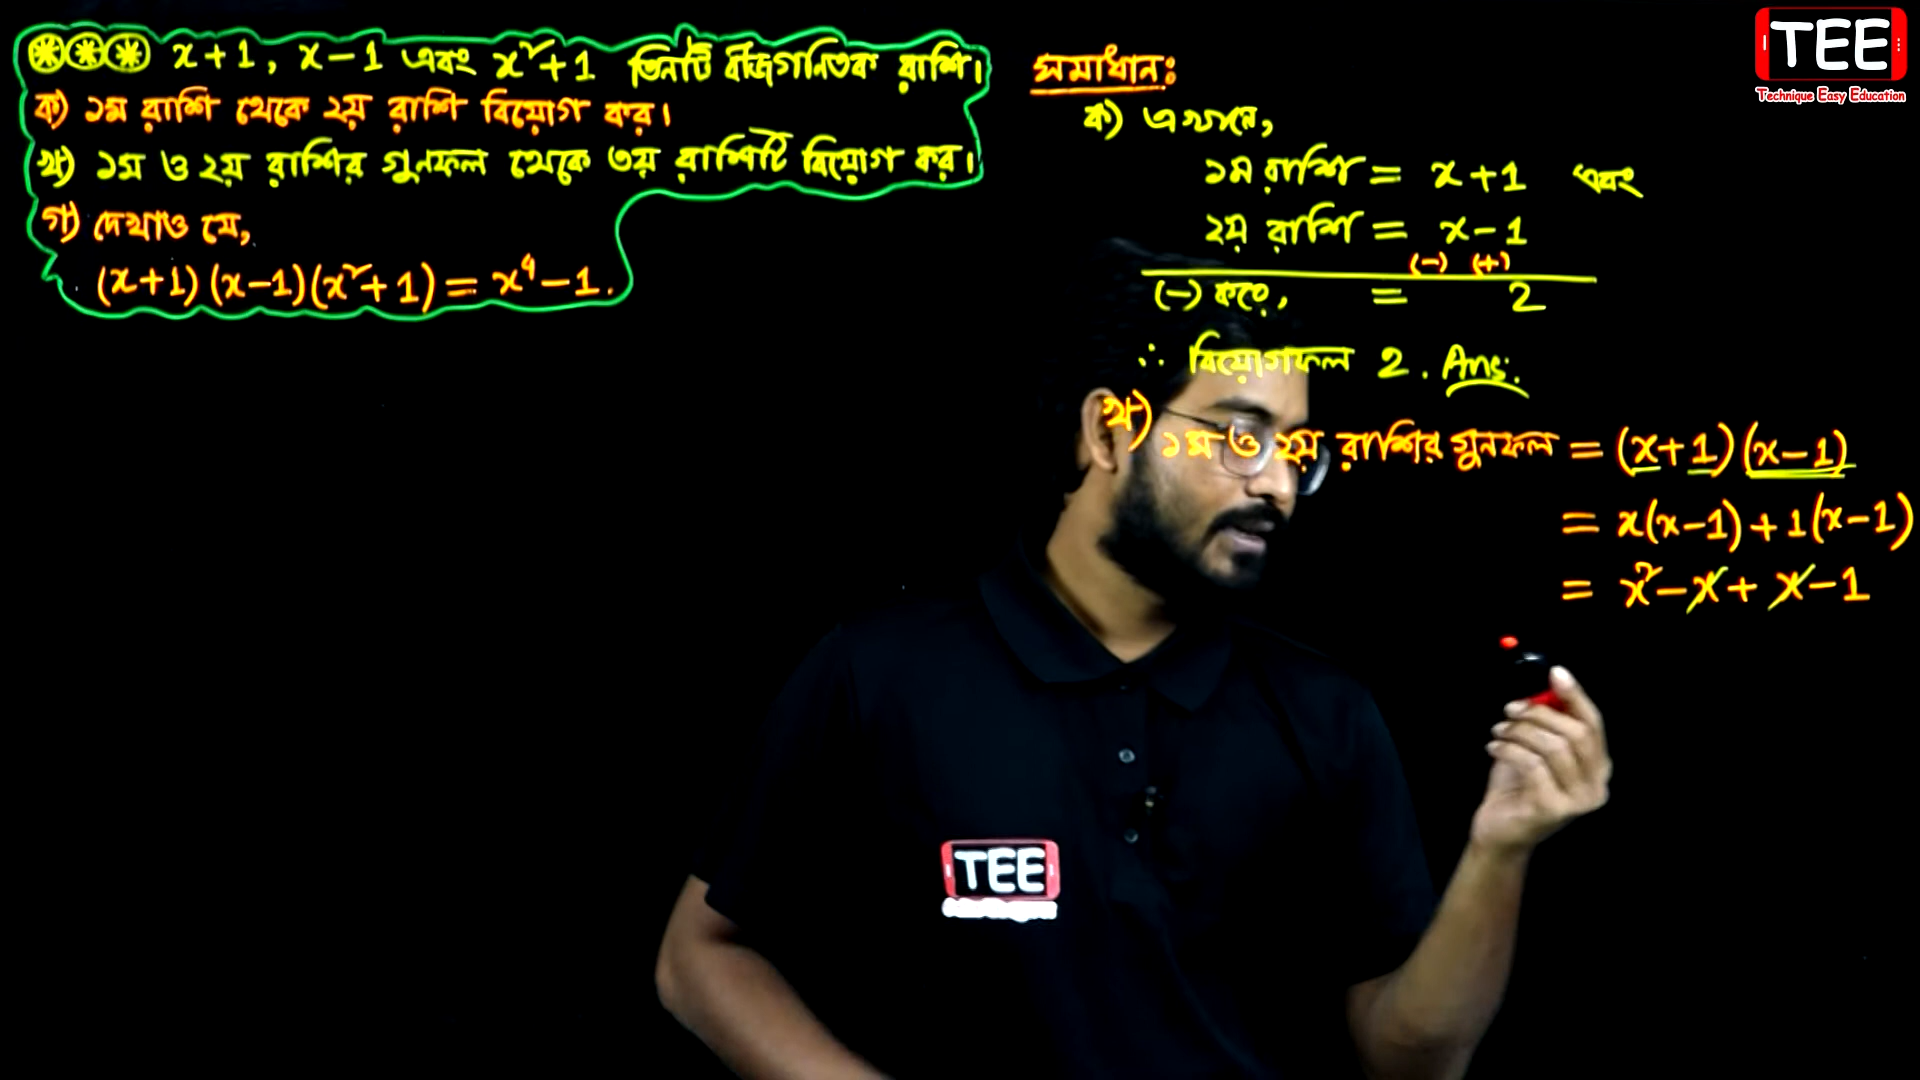 x+1, x-1 এবং x²+1 তিনটি বীজগানিতিক রাশি।
ক) ১ম রাশি থেকে ২য় রাশি বিয়োগ কর।
খ) ১ম ও ২য় রাশির গুনফল থেকে ৩য় রাশিটি বিয়োগ কর।
গ) দেখাও যে,
(x+1)(x-1)(x²+1) = x⁴-1.
সমাধানঃ
ক) এখানে,
১ম রাশি = x+1 এবং
২য় রাশি = x-1
(-) (+)
(-) করে, = 2
∴ বিয়োগফল 2. Ans:
খ)
১ম ও ২য় রাশির গুনফল = (x+1)(x-1)
= x(x-1)+1(x-1)
= x²-x+x-1
TEE
Technique Easy Education
TEE